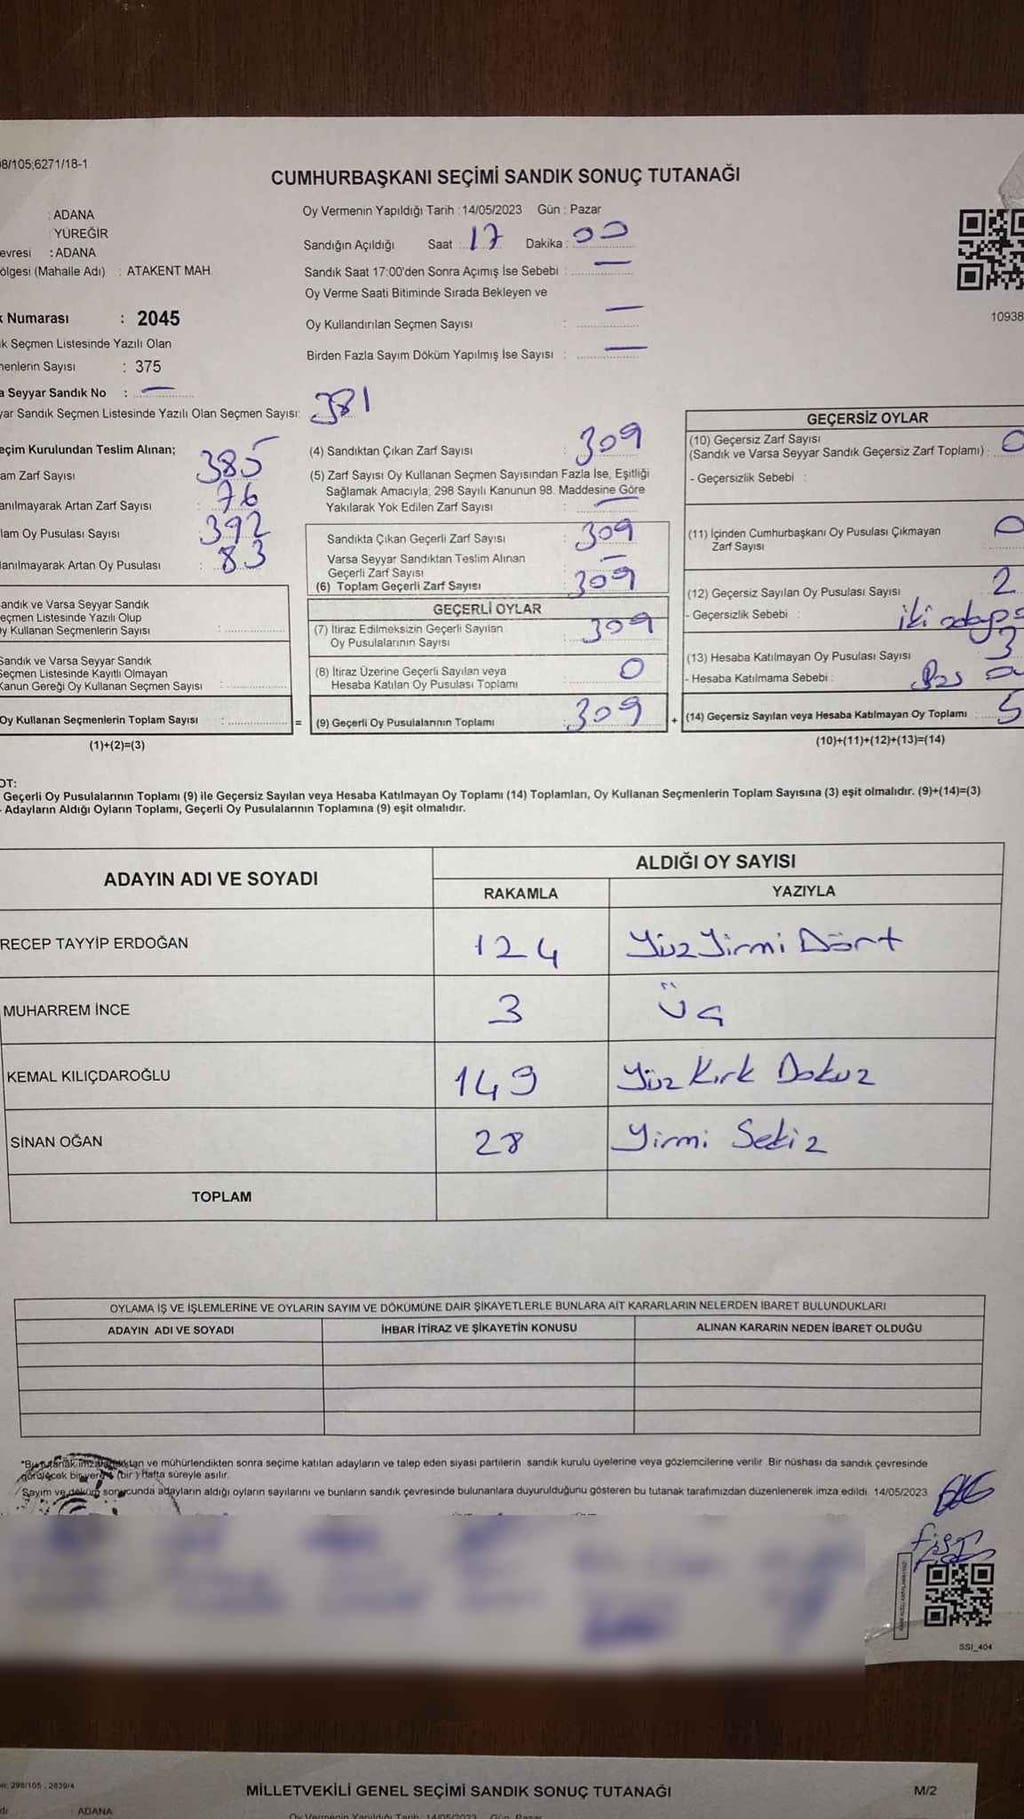 98/105;6271/18-1
CUMHURBAŞKANI SEÇİMİ SANDIK SONUÇ TUTANAĞI
: ADANA
YÜREĞİR
evresi : ADANA
ölgesi (Mahalle Adı) : ATAKENT MAH
Oy Vermenin Yapıldığı Tarih : 14/05/2023 Gün : Pazar
Sandığın Açıldığı Saat : 17 Dakika : 00
Sandık Saat 17:00'den Sonra Açımış İse Sebebi : —
Oy Verme Saati Bitiminde Sırada Bekleyen ve
Oy Kullandırılan Seçmen Sayısı : —
Birden Fazla Sayım Döküm Yapılmış İse Sayısı : —
10938
k Numarası : 2045
ık Seçmen Listesinde Yazılı Olan
menlerin Sayısı : 375
a Seyyar Sandık No : —
yar Sandık Seçmen Listesinde Yazılı Olan Seçmen Sayısı: 381
eçim Kurulundan Teslim Alınan;
am Zarf Sayısı : 385
anılmayarak Artan Zarf Sayısı : 76
lam Oy Pusulası Sayısı : 392
lanılmayarak Artan Oy Pusulası : 83
andık ve Varsa Seyyar Sandık
eçmen Listesinde Yazılı Olup
y Kullanan Seçmenlerin Sayısı :
Sandık ve Varsa Seyyar Sandık
Seçmen Listesinde Kayıtlı Olmayan
Kanun Gereği Oy Kullanan Seçmen Sayısı :
Oy Kullanan Seçmenlerin Toplam Sayısı : =
(1)+(2)=(3)
(4) Sandıktan Çıkan Zarf Sayısı : 309
(5) Zarf Sayısı Oy Kullanan Seçmen Sayısından Fazla İse, Eşitliği
Sağlamak Amacıyla; 298 Sayılı Kanunun 98. Maddesine Göre
Yakılarak Yok Edilen Zarf Sayısı : —
Sandıkta Çıkan Geçerli Zarf Sayısı : 309
Varsa Seyyar Sandıktan Teslim Alınan
Geçerli Zarf Sayısı : —
(6) Toplam Geçerli Zarf Sayısı : 309
GEÇERLİ OYLAR
(7) İtiraz Edilmeksizin Geçerli Sayılan
Oy Pusulalarının Sayısı : 309
(8) İtiraz Üzerine Geçerli Sayılan veya
Hesaba Katılan Oy Pusulası Toplamı : 0
(9) Geçerli Oy Pusulalarının Toplamı : 309 +
GEÇERSİZ OYLAR
(10) Geçersiz Zarf Sayısı
(Sandık ve Varsa Seyyar Sandık Geçersiz Zarf Toplamı) : 0
- Geçersizlik Sebebi :
(11) İçinden Cumhurbaşkanı Oy Pusulası Çıkmayan
Zarf Sayısı : 0
(12) Geçersiz Sayılan Oy Pusulası Sayısı : 2
- Geçersizlik Sebebi : iki
(13) Hesaba Katılmayan Oy Pusulası Sayısı : 3
- Hesaba Katılmama Sebebi :
(14) Geçersiz Sayılan veya Hesaba Katılmayan Oy Toplamı : 5
(10)+(11)+(12)+(13)=(14)
OT:
Geçerli Oy Pusulalarının Toplamı (9) ile Geçersiz Sayılan veya Hesaba Katılmayan Oy Toplamı (14) Toplamları, Oy Kullanan Seçmenlerin Toplam Sayısına (3) eşit olmalıdır. (9)+(14)=(3)
- Adayların Aldığı Oyların Toplamı, Geçerli Oy Pusulalarının Toplamına (9) eşit olmalıdır.
ADAYIN ADI VE SOYADI
ALDIĞI OY SAYISI
RAKAMLA YAZIYLA
RECEP TAYYİP ERDOĞAN 124 YüzYirmi Dört
MUHARREM İNCE 3 Üç
KEMAL KILIÇDAROĞLU 149 Yüz Kırk Dokuz
SİNAN OĞAN 28 Yirmi Sekiz
TOPLAM
OYLAMA İŞ VE İŞLEMLERİNE VE OYLARIN SAYIM VE DÖKÜMÜNE DAİR ŞİKAYETLERLE BUNLARA AİT KARARLARIN NELERDEN İBARET BULUNDUKLARI
ADAYIN ADI VE SOYADI İHBAR İTİRAZ VE ŞİKAYETİN KONUSU ALINAN KARARIN NEDEN İBARET OLDUĞU
*Bu tutanak imzalandıktan ve mühürlendikten sonra seçime katılan adayların ve talep eden siyasi partilerin sandık kurulu üyelerine veya gözlemcilerine verilir. Bir nüshası da sandık çevresinde
görülecek bir yere (bir) hafta süreyle asılır.
Sayım ve döküm sonucunda adayların aldığı oyların sayılarını ve bunların sandık çevresinde bulunanlara duyurulduğunu gösteren bu tutanak tarafımızdan düzenlenerek imza edildi. 14/05/2023
SSI_404
MİLLETVEKİLİ GENEL SEÇİMİ SANDIK SONUÇ TUTANAĞI
M/2
: ADANA
Oy Vermenin Yapıldığı Tarih : 14/05/2023 Gün : Pazar